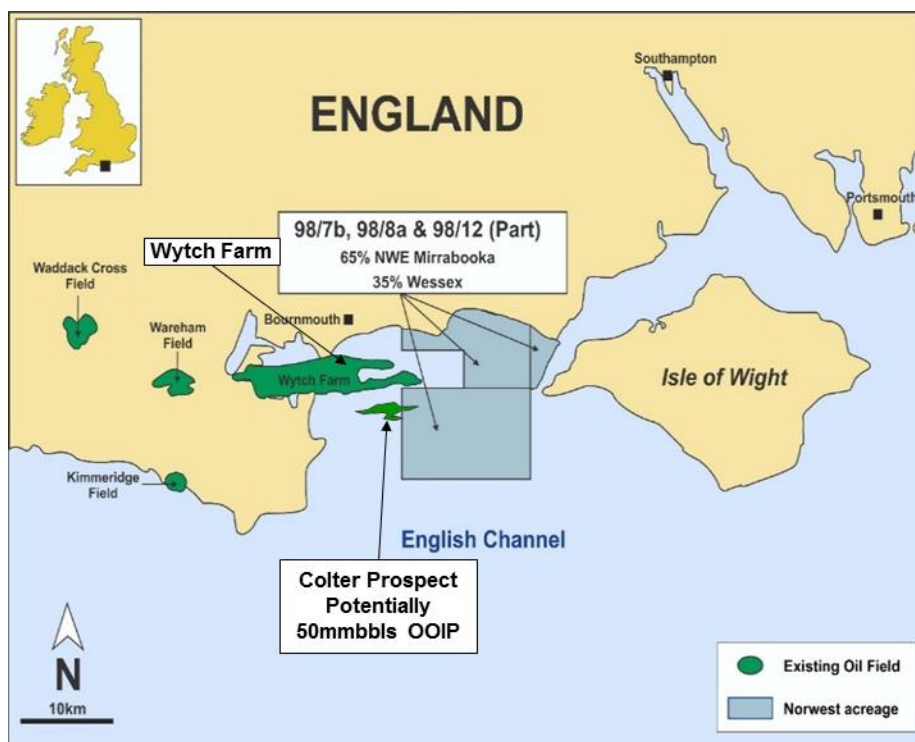 Southampton
ENGLAND
Portsmouth
98/7b, 98/8a & 98/12 (Part)
65% NWE Mirrabooka
35% Wessex
Wytch Farm
Waddack Cross
Field
Bournmouth
Wareham
Field
Wytch Farm
Isle of Wight
Kimmeridge
Field
English Channel
Colter Prospect
Potentially
50mmbbls OOIP
N
10km
Existing Oil Field
Norwest acreage